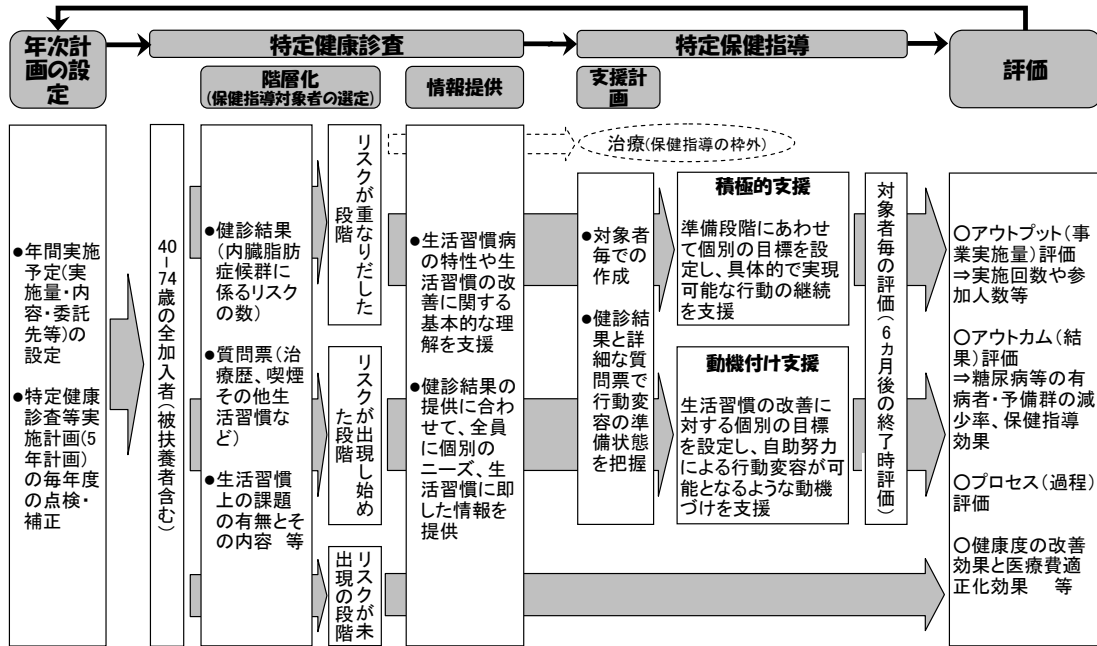 年次計
画の設
定
特定健康診査
特定保健指導
評価
階層化
(保健指導対象者の選定)
情報提供
支援計
画
●年間実施
予定(実
施量・内
容・委託
先等)の
設定
●特定健康
診査等実
施計画(5
年計画)
の毎年度
の点検・
補正
40-74歳の全加入者(被扶養者含む)
●健診結果
(内臓脂肪
症候群に
係るリスク
の数)
●質問票(治
療歴、喫煙
その他生
活習慣な
ど)
●生活習慣
上の課題
の有無とそ
の内容 等
リスクが重なりだした
段階
リスクが出現し始め
た段階
リスクが未
出現の段階
●生活習慣病
の特性や生
活習慣の改
善に関する
基本的な理
解を支援
●健診結果の
提供に合わ
せて、全員
に個別の
ニーズ、生
活習慣に即
した情報を
提供
治療(保健指導の枠外)
●対象者
毎での
作成
●健診結
果と詳
細な質
問票で
行動変
容の準
備状態
を把握
積極的支援
準備段階にあわせ
て個別の目標を設
定し、具体的で実現
可能な行動の継続
を支援
動機付け支援
生活習慣の改善に
対する個別の目標
を設定し、自助努力
による行動変容が可
能となるような動機
づけを支援
対象者毎の評価(6ヵ月後の終了時評価)
○アウトプット(事
業実施量)評価
⇒実施回数や参
加人数等
○アウトカム(結
果)評価
⇒糖尿病等の有
病者・予備群の減
少率、保健指導
効果
○プロセス(過程)
評価
○健康度の改善
効果と医療費適
正化効果 等